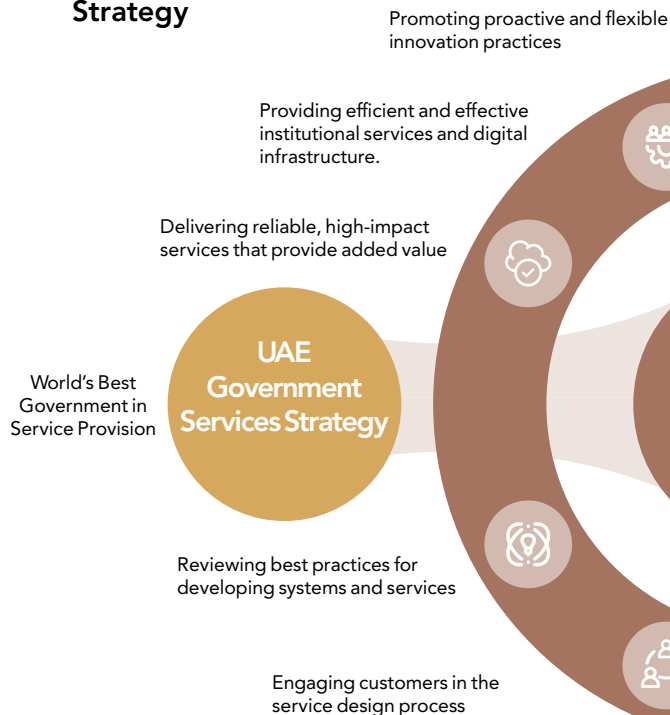 Strategy
Promoting proactive and flexible
innovation practices
Providing efficient and effective
institutional services and digital
infrastructure.
Delivering reliable, high-impact
services that provide added value
UAE
Government
Services Strategy
World's Best
Government in
Service Provision
Reviewing best practices for
developing systems and services
Engaging customers in the
service design process